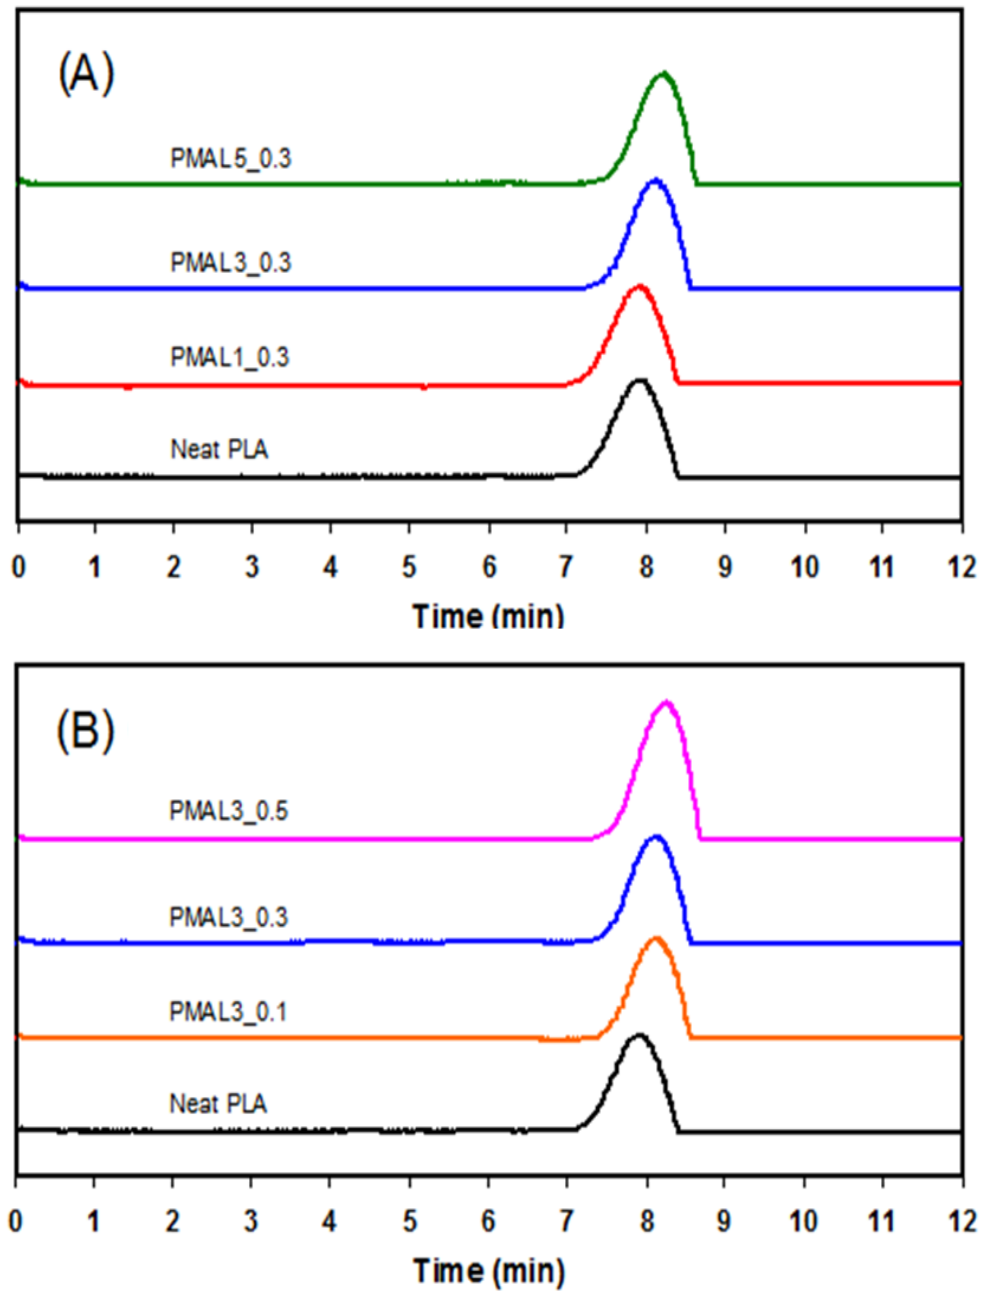 (A)
PMAL5_0.3
PMAL3_0.3
PMAL1_0.3
Neat PLA
0 1 2 3 4 5 6 7 8 9 10 11 12
Time (min)
(B)
PMAL3_0.5
PMAL3_0.3
PMAL3_0.1
Neat PLA
0 1 2 3 4 5 6 7 8 9 10 11 12
Time (min)